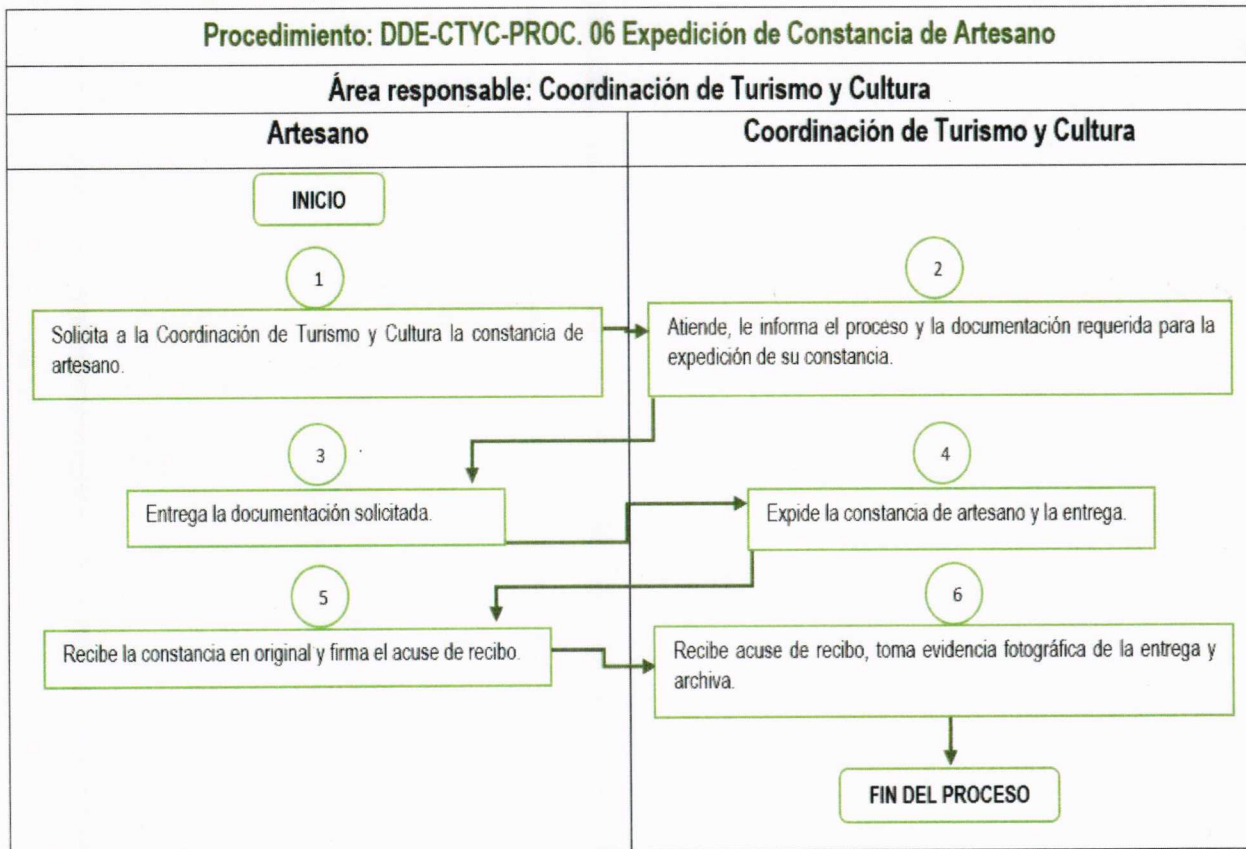 Procedimiento: DDE-CTYC-PROC. 06 Expedición de Constancia de Artesano
Área responsable: Coordinación de Turismo y Cultura
Artesano
Coordinación de Turismo y Cultura
INICIO
1
Solicita a la Coordinación de Turismo y Cultura la constancia de
artesano.
2
Atiende, le informa el proceso y la documentación requerida para la
expedición de su constancia.
3
Entrega la documentación solicitada.
4
Expide la constancia de artesano y la entrega.
5
Recibe la constancia en original y firma el acuse de recibo.
6
Recibe acuse de recibo, toma evidencia fotográfica de la entrega y
archiva.
FIN DEL PROCESO